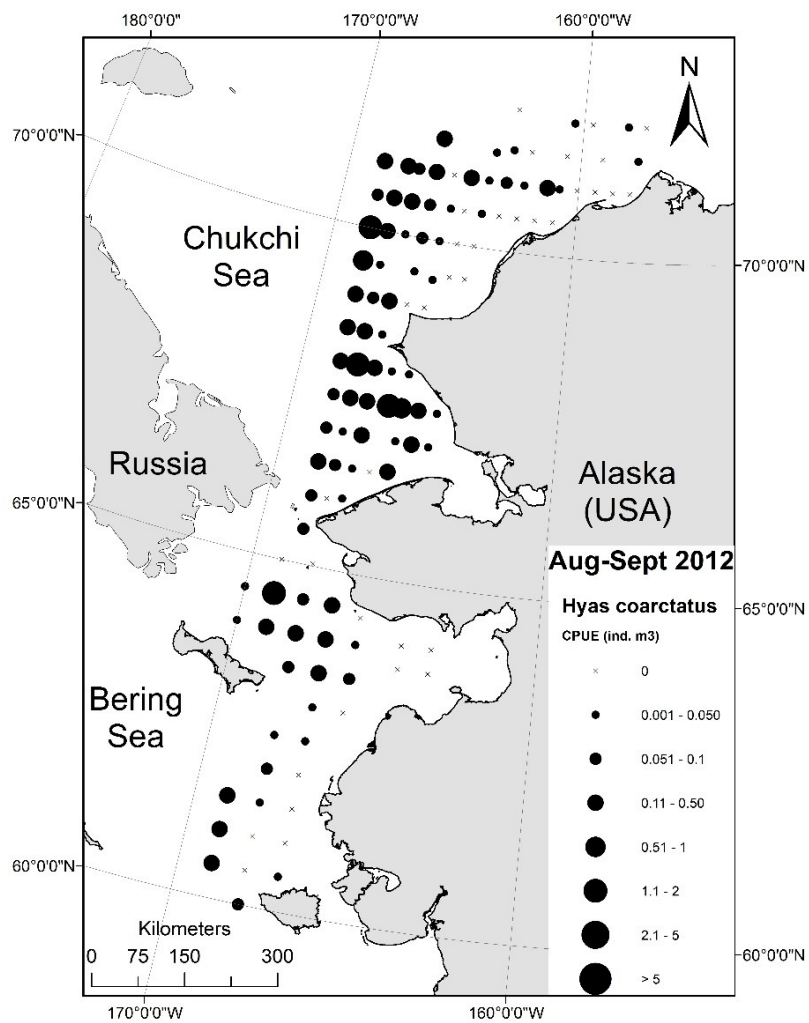 180°0'0"
170°0'0"W
160°0'0"W
N
70°0'0"N
Chukchi
Sea
70°0'0"N
Russia
Alaska
(USA)
65°0'0"N
Aug-Sept 2012
65°0'0"N
Hyas coarctatus
CPUE (ind. m3)
0
0.001 - 0.050
0.051 - 0.1
0.11 - 0.50
0.51 - 1
1.1 - 2
2.1 - 5
> 5
Bering
Sea
60°0'0"N
Kilometers
0 75 150 300
60°0'0"N
170°0'0"W
160°0'0"W